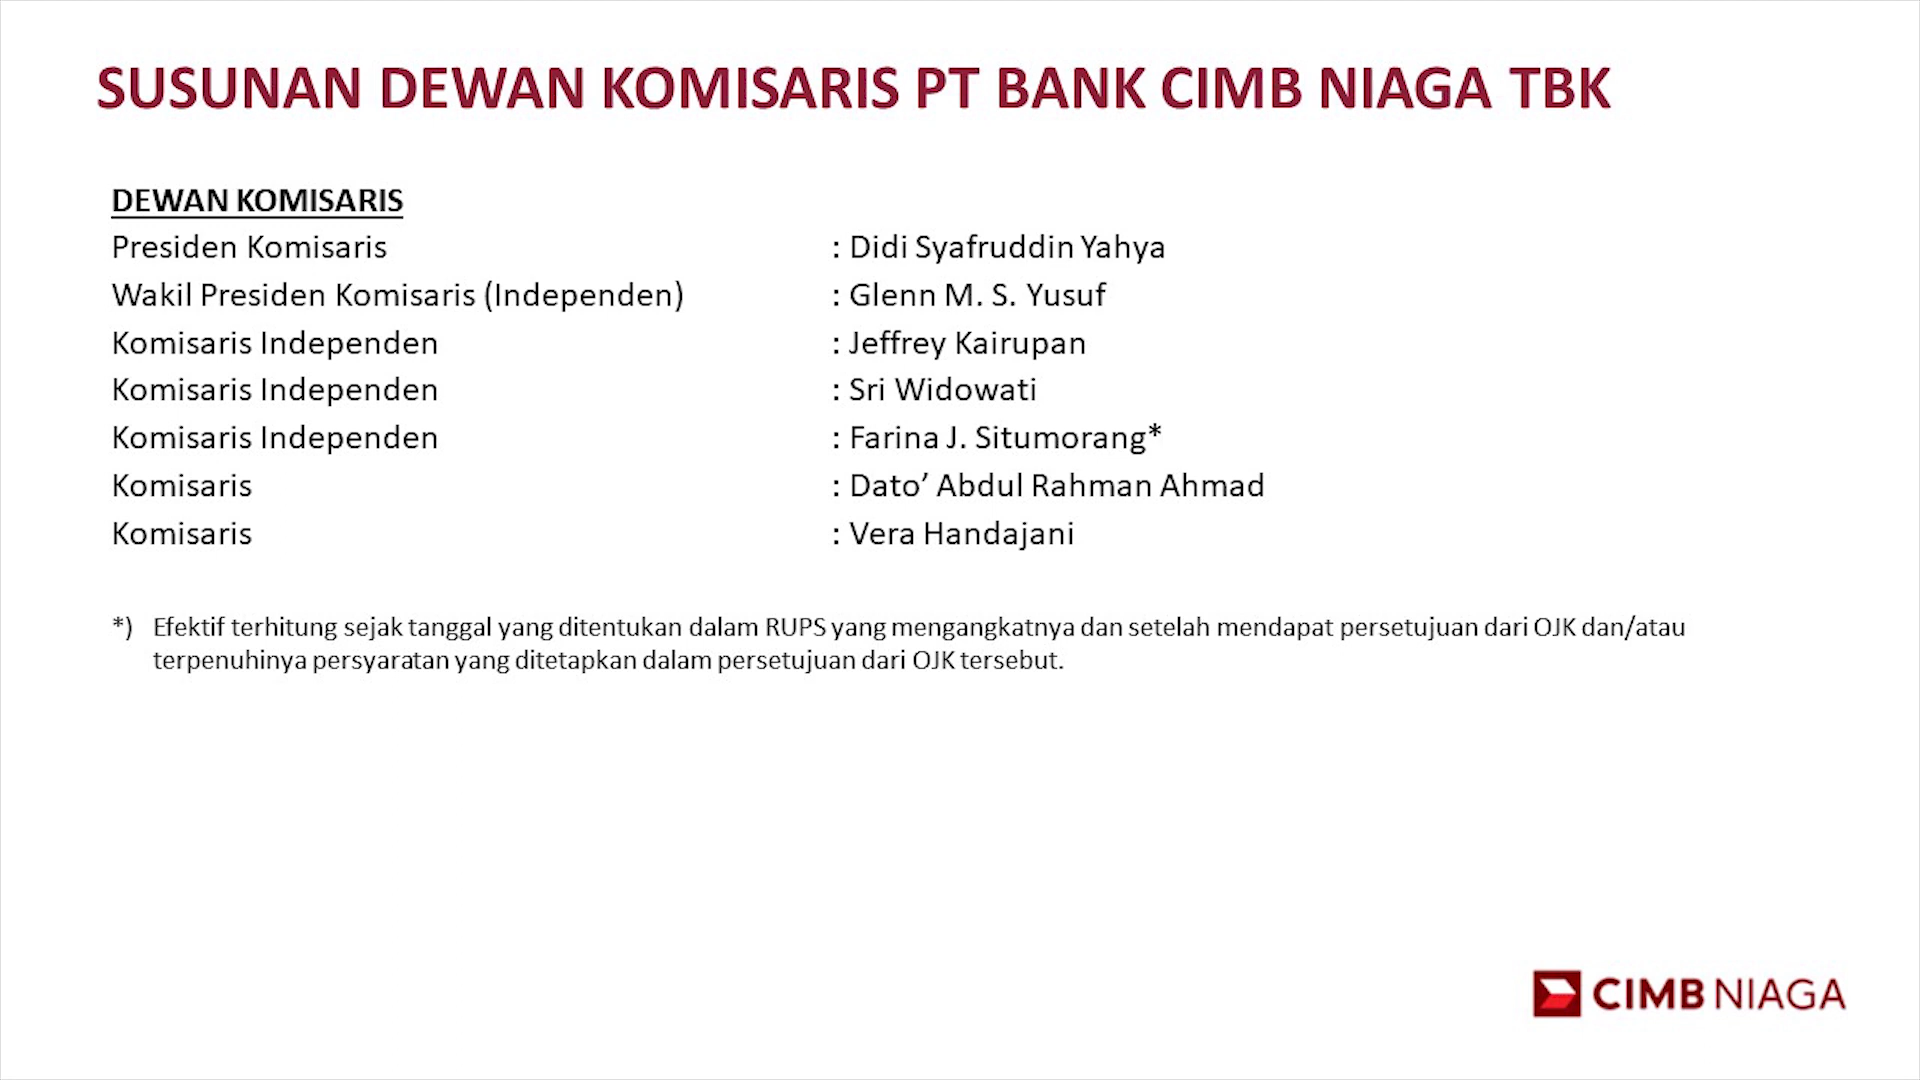 SUSUNAN DEWAN KOMISARIS PT BANK CIMB NIAGA TBK
DEWAN KOMISARIS
Presiden Komisaris : Didi Syafruddin Yahya
Wakil Presiden Komisaris (Independen) : Glenn M. S. Yusuf
Komisaris Independen : Jeffrey Kairupan
Komisaris Independen : Sri Widowati
Komisaris Independen : Farina J. Situmorang*
Komisaris : Dato’ Abdul Rahman Ahmad
Komisaris : Vera Handajani
*) Efektif terhitung sejak tanggal yang ditentukan dalam RUPS yang mengangkatnya dan setelah mendapat persetujuan dari OJK dan/atau
terpenuhinya persyaratan yang ditetapkan dalam persetujuan dari OJK tersebut.
CIMB NIAGA